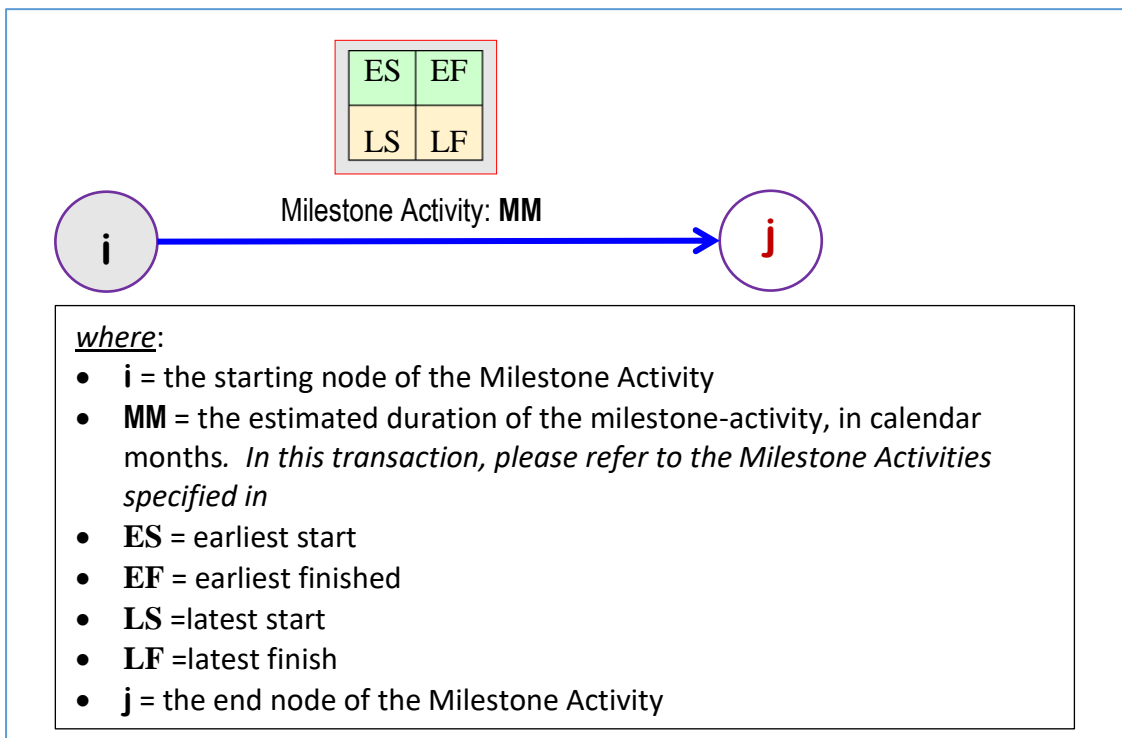 ES EF
LS LF
Milestone Activity: MM
i
j
where:
• i = the starting node of the Milestone Activity
• MM = the estimated duration of the milestone-activity, in calendar
months. In this transaction, please refer to the Milestone Activities
specified in
• ES = earliest start
• EF = earliest finished
• LS =latest start
• LF =latest finish
• j = the end node of the Milestone Activity